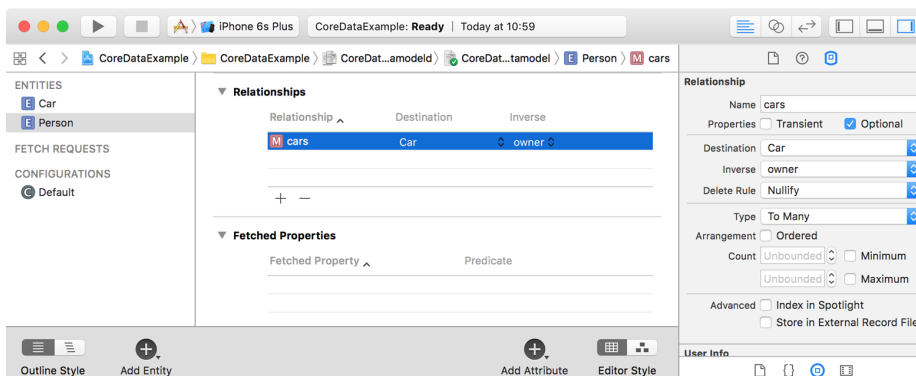 iPhone 6s Plus
CoreDataExample: Ready | Today at 10:59
CoreDataExample
CoreDataExample
CoreDat...amodeld)
CoreDat...tamodel
E Person
M cars
ENTITIES
E Car
E Person
FETCH REQUESTS
CONFIGURATIONS
C Default
Relationships
Relationship Destination Inverse
M cars Car owner
+ −
Fetched Properties
Fetched Property Predicate
Outline Style
Add Entity
Add Attribute
Editor Style
Relationship
Name cars
Properties Transient Optional
Destination Car
Inverse owner
Delete Rule Nullify
Type To Many
Arrangement Ordered
Count Unbounded Minimum
Unbounded Maximum
Advanced Index in Spotlight
Store in External Record File
User Info
{}